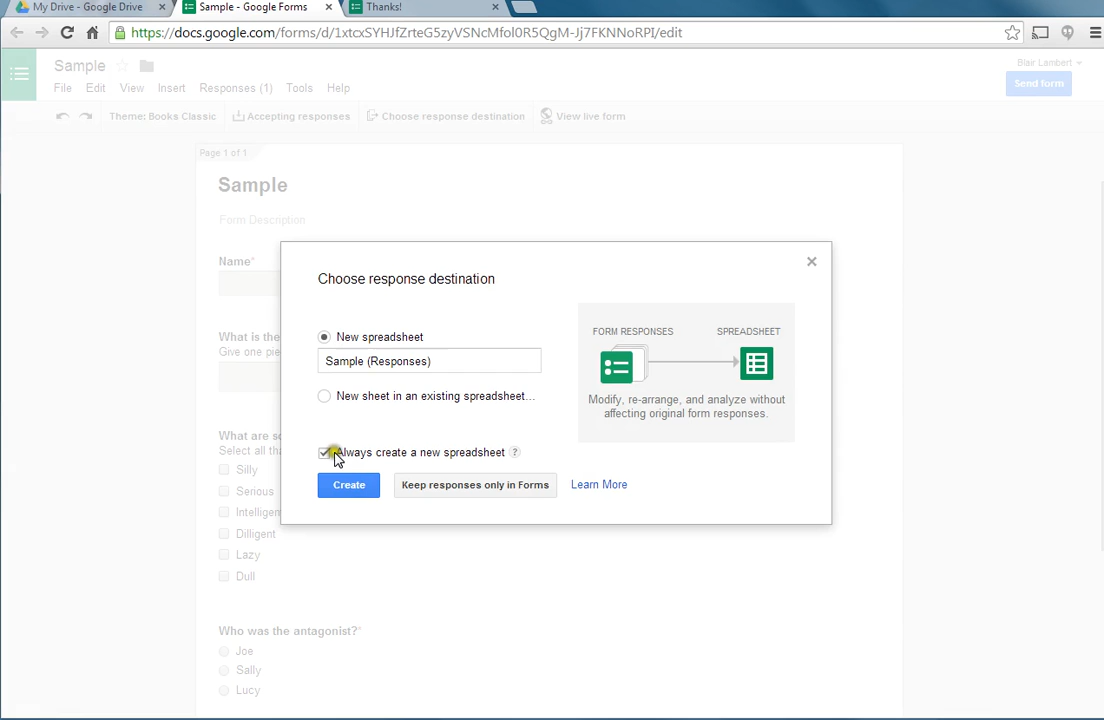 My Drive - Google Drive
Sample - Google Forms
Thanks!
https://docs.google.com/forms/d/1xtcxSYHJfZrteG5zyVSNcMfol0R5QgM-Jj7FKNNoRPI/edit
Sample
Blair Lambert
File Edit View Insert Responses (1) Tools Help
Send form
Theme: Books Classic Accepting responses Choose response destination View live form
Page 1 of 1
Sample
Form Description
Name*
Choose response destination
New spreadsheet
Sample (Responses)
New sheet in an existing spreadsheet...
FORM RESPONSES SPREADSHEET
Modify, re-arrange, and analyze without
affecting original form responses.
What is the
Give one pie
What are so
Select all tha
Always create a new spreadsheet ?
Create Keep responses only in Forms Learn More
Silly
Serious
Intelligen
Dilligent
Lazy
Dull
Who was the antagonist?*
Joe
Sally
Lucy